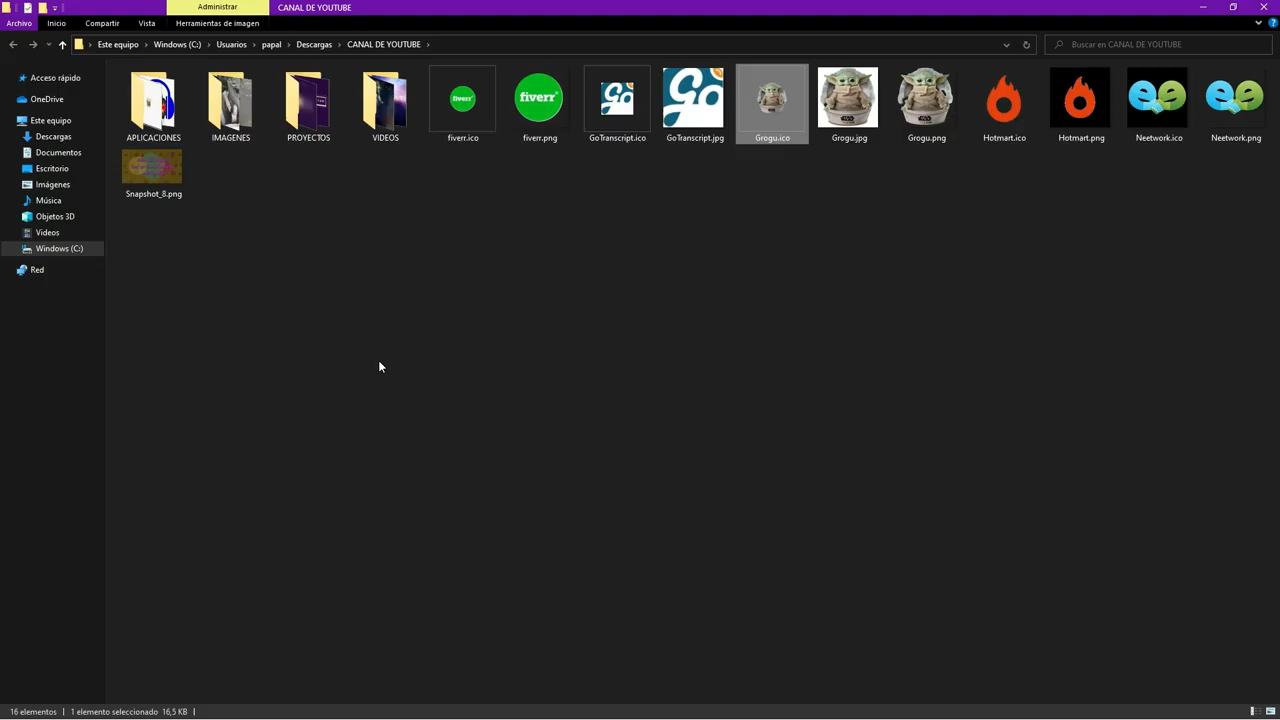 Administrar
CANAL DE YOUTUBE
Archivo
Inicio
Compartir
Vista
Herramientas de imagen
Este equipo
Windows (C:)
Usuarios
papal
Descargas
CANAL DE YOUTUBE
Buscar en CANAL DE YOUTUBE
Acceso rápido
OneDrive
Este equipo
Descargas
Documentos
Escritorio
Imágenes
Música
Objetos 3D
Videos
Windows (C:)
Red
fiverr
fiverr
Go
Go
APLICACIONES
IMAGENES
PROYECTOS
VIDEOS
fiverr.ico
fiverr.png
GoTranscript.ico
GoTranscript.jpg
Grogu.ico
Grogu.jpg
Grogu.png
Hotmart.ico
Hotmart.png
Neetwork.ico
Neetwork.png
Snapshot_8.png
16 elementos
1 elemento seleccionado 16,5 KB